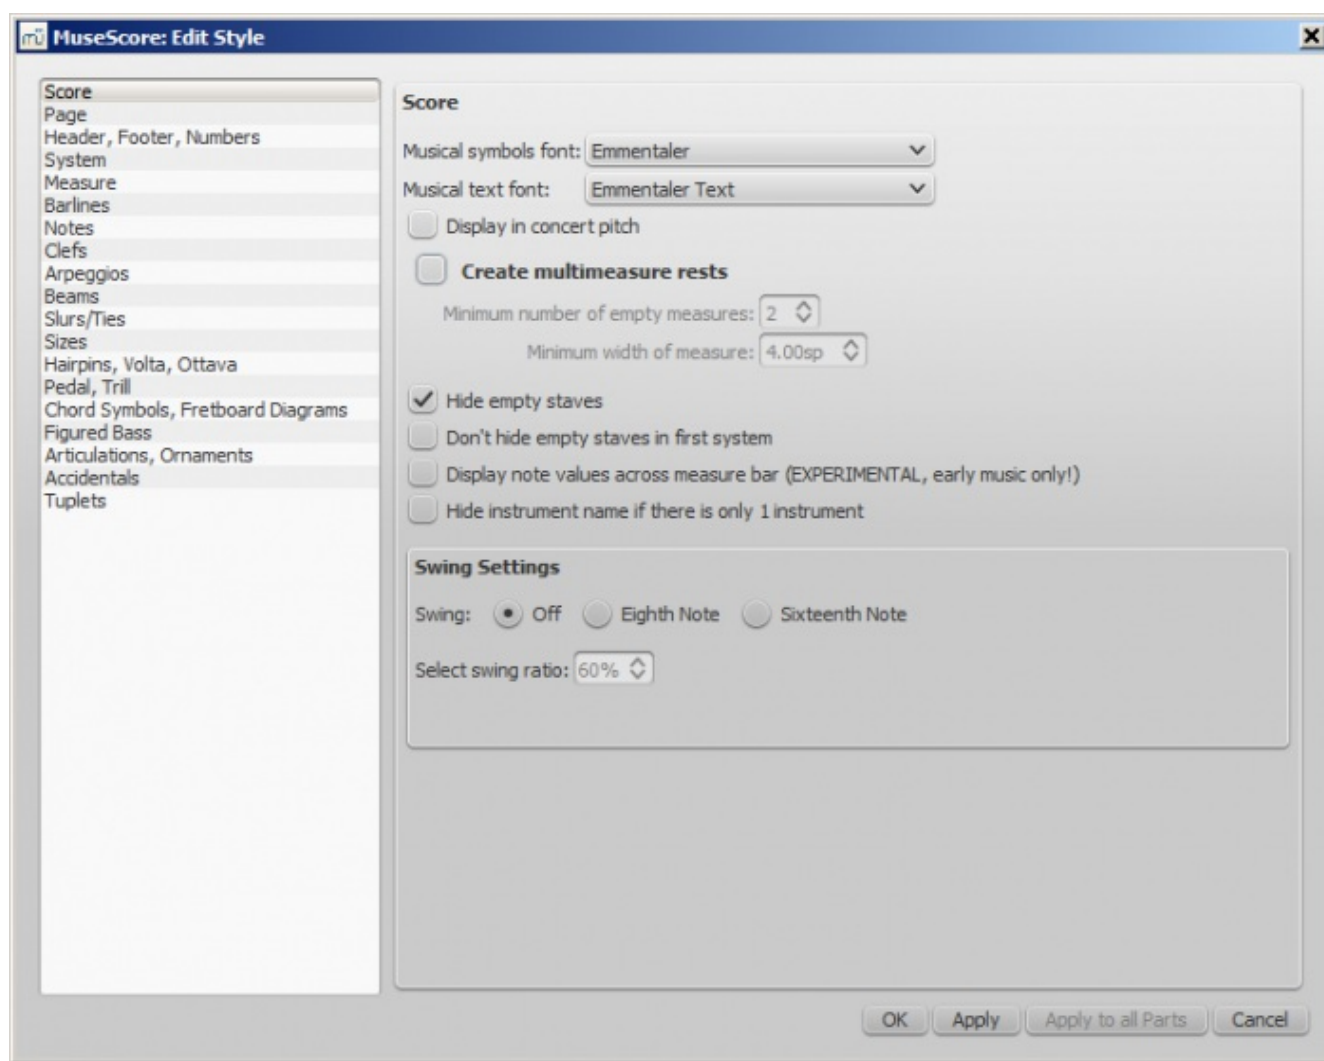 mü MuseScore: Edit Style
Score
Page
Header, Footer, Numbers
System
Measure
Barlines
Notes
Clefs
Arpeggios
Beams
Slurs/Ties
Sizes
Hairpins, Volta, Ottava
Pedal, Trill
Chord Symbols, Fretboard Diagrams
Figured Bass
Articulations, Ornaments
Accidentals
Tuplets
Score
Musical symbols font: Emmentaler
Musical text font: Emmentaler Text
Display in concert pitch
Create multimeasure rests
Minimum number of empty measures: 2
Minimum width of measure: 4.00sp
Hide empty staves
Don't hide empty staves in first system
Display note values across measure bar (EXPERIMENTAL, early music only!)
Hide instrument name if there is only 1 instrument
Swing Settings
Swing: Off Eighth Note Sixteenth Note
Select swing ratio: 60%
OK Apply Apply to all Parts Cancel